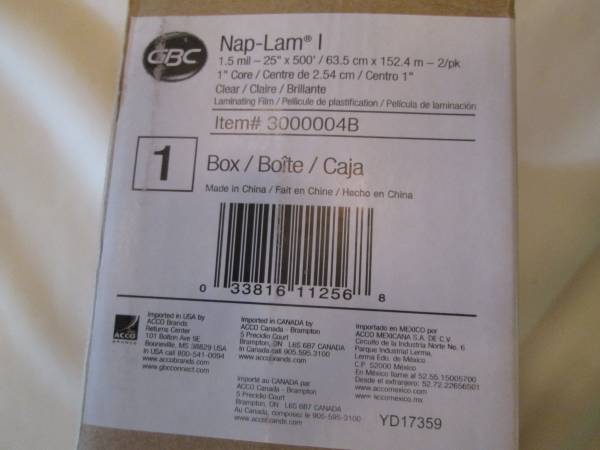 GBC
Nap-Lam® I
1.5 mil – 25" x 500' / 63.5 cm x 152.4 m – 2/pk
1" Core / Centre de 2.54 cm / Centro 1"
Clear / Claire / Brillante
Laminating Film / Pellicule de plastification / Película de laminación
Item# 3000004B
1
Box / Boîte / Caja
Made in China / Fait en Chine / Hecho en China
0 33816 11256 8
ACCO
BRANDS
Imported in USA by
ACCO Brands
Returns Center
101 Bolton Ave SE
Booneville, MS 38829 USA
In USA call 800-541-0094
www.accobrands.com
www.gbcconnect.com
Imported in CANADA by
ACCO Canada - Brampton
5 Precidio Court
Brampton, ON L6S 6B7 CANADA
In Canada call 905.595.3100
www.accobrands.com
Importé au CANADA par
ACCO Canada - Brampton
5 Precidio Court
Brampton, ON L6S 6B7 CANADA
Au Canada, composez le 905-595-3100
www.accobrands.com
Importado en MEXICO por
ACCO MEXICANA S.A. DE C.V.
Circuito de la Industria Norte No. 6
Parque Industrial Lerma,
Lerma Edo. de México
C.P. 52000 México
En México llame al 52.55.15005700
Desde el extranjero: 52.72.22656501
www.accomexico.com
www.accomexico.mx
YD17359